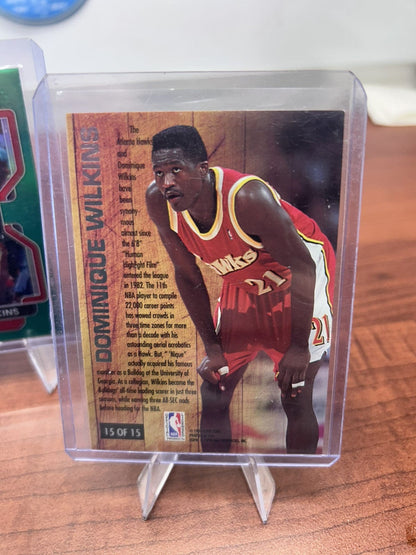 DOMINIQUE WILKINS
The
Atlanta Hawks
and
Dominique
Wilkins
have
been
synony-
mous
almost
since
the 6'8"
"Human
Highlight Film"
entered the league
in 1982. The 11th
NBA player to compile
22,000 career points
has wowed crowds in
three time zones for more
than a decade with his
astounding aerial acrobatics
as a Hawk. But, "'Nique"
actually acquired his famous
moniker as a Bulldog at the University of
Georgia. As a collegian, Wilkins became the
Bulldogs' all-time leading scorer in just three
seasons, while earning three All-SEC nods
before heading for the NBA.
15 OF 15
Hawks
21
21